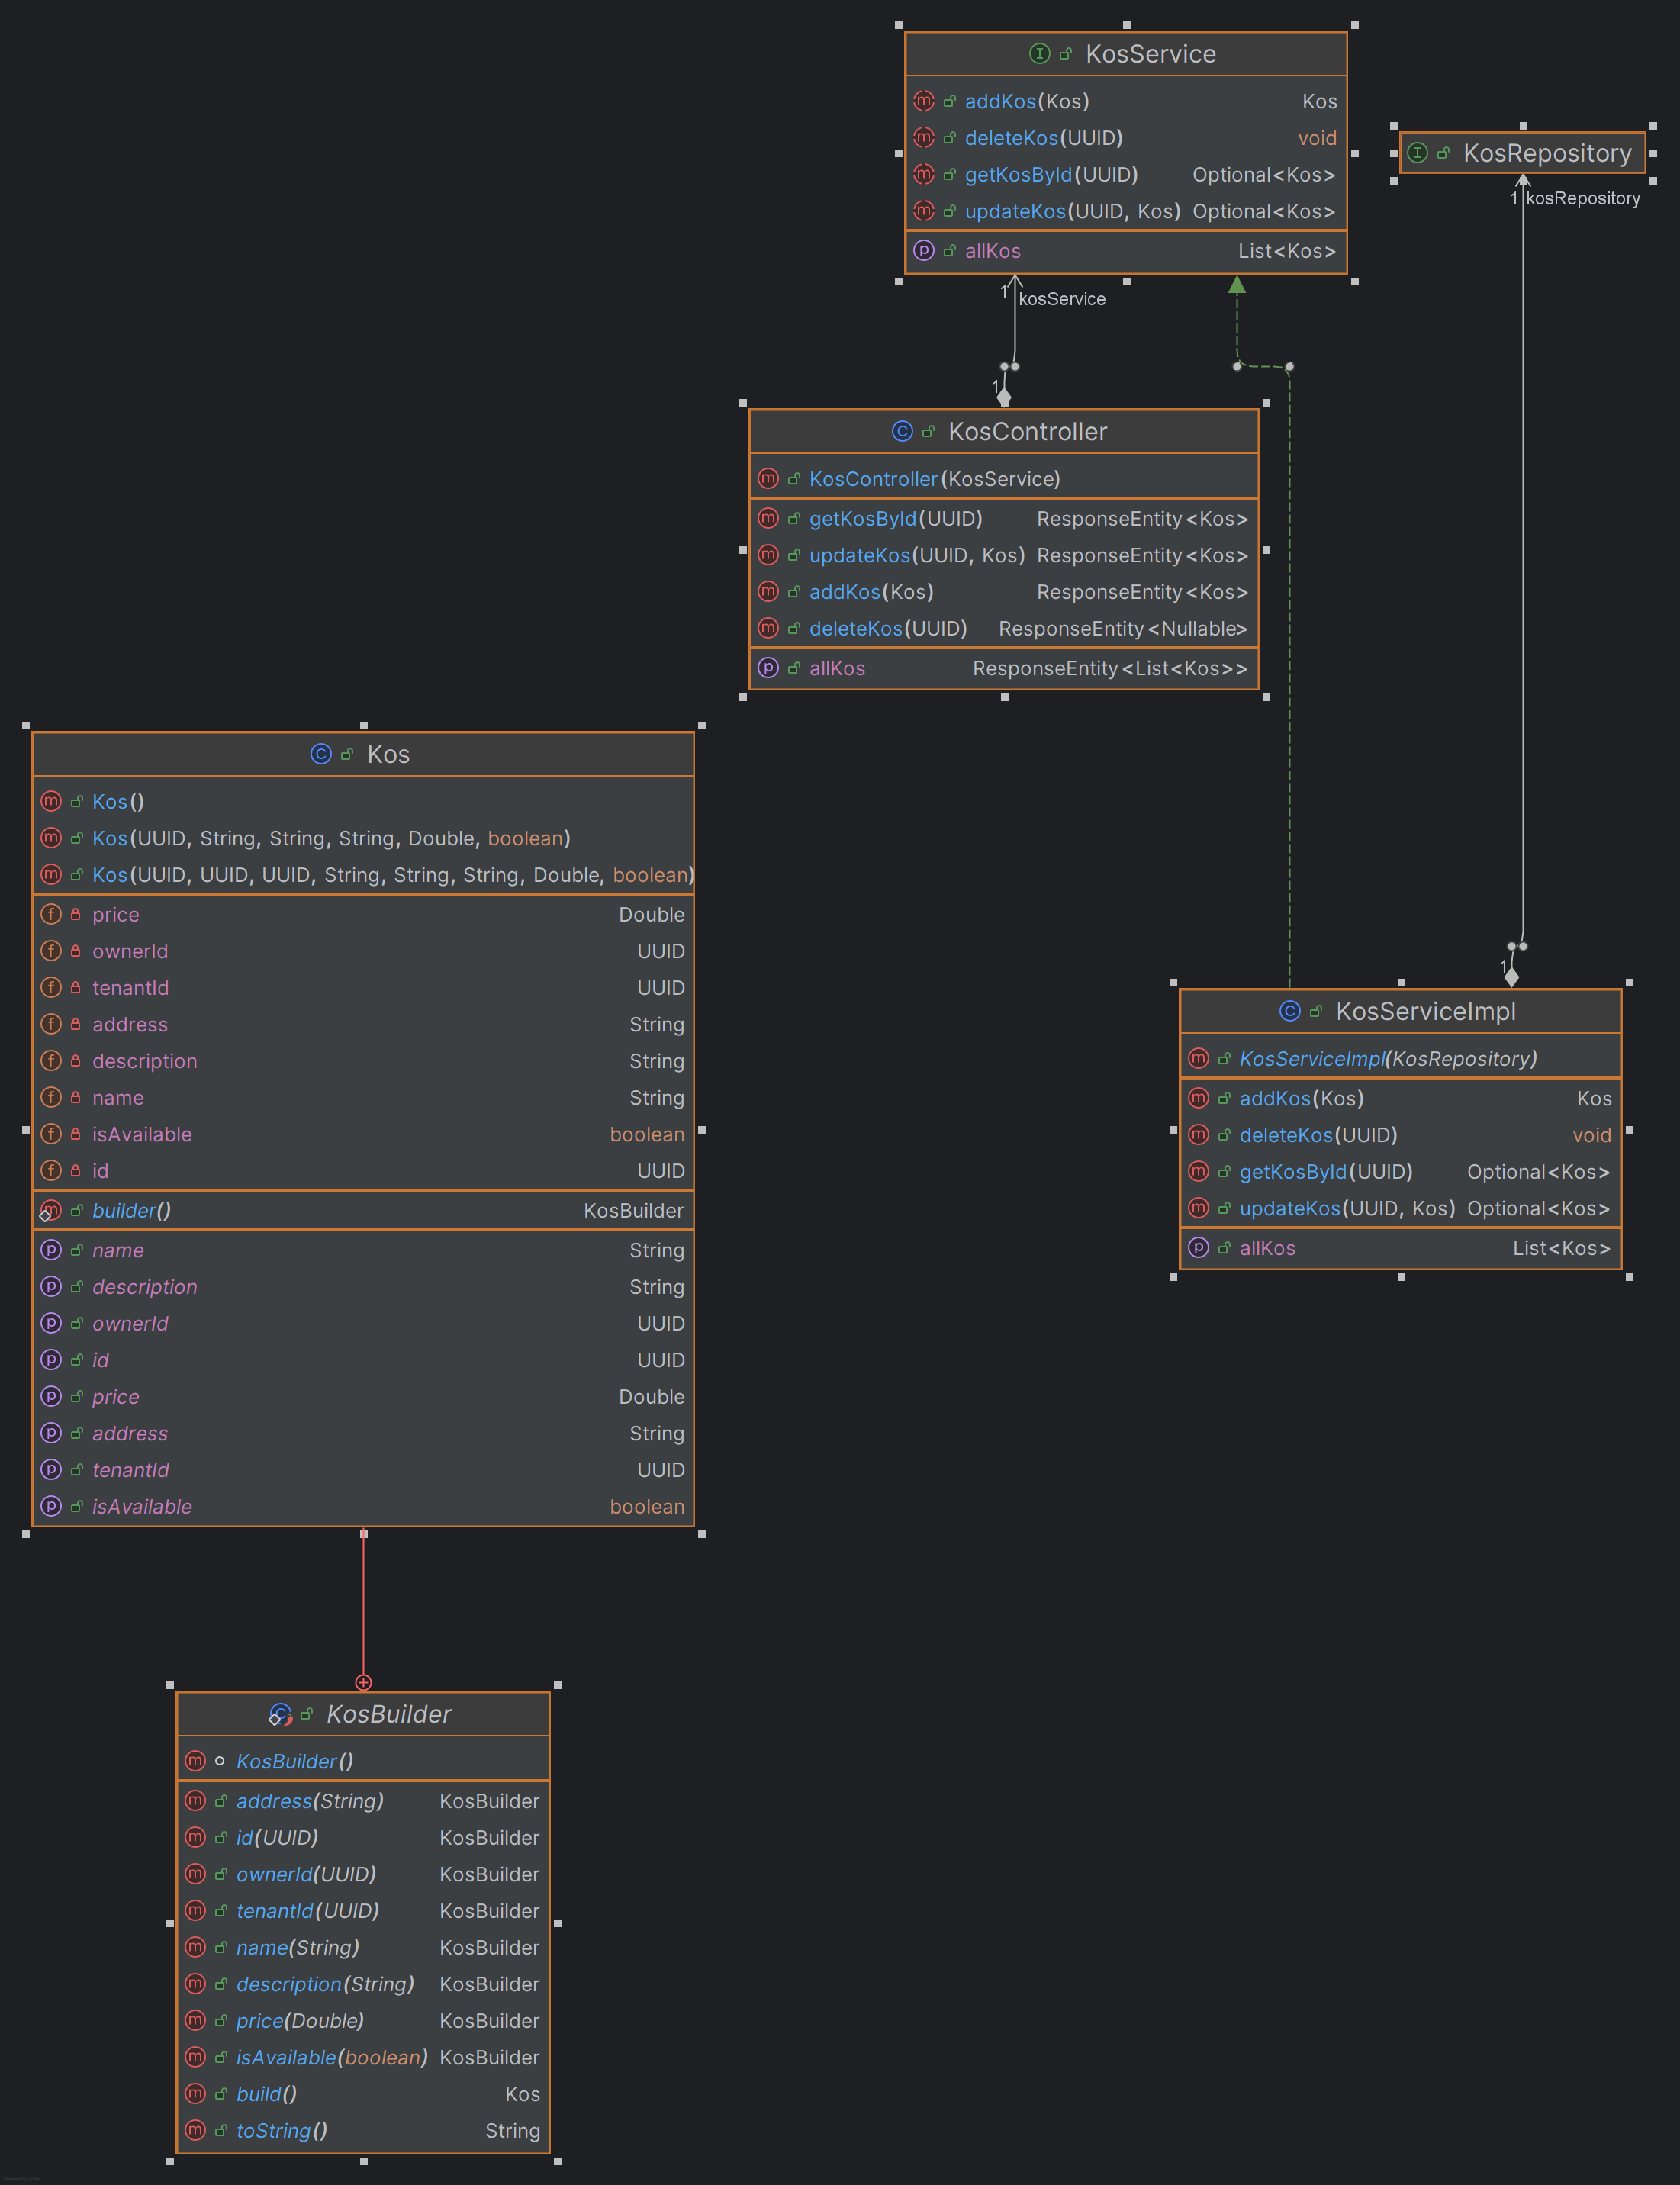 KosService
addKos(Kos) Kos
deleteKos(UUID) void
getKosById(UUID) Optional<Kos>
updateKos(UUID, Kos) Optional<Kos>
allKos List<Kos>
KosRepository
1 kosRepository
1 kosService
1
KosController
KosController(KosService)
getKosById(UUID) ResponseEntity<Kos>
updateKos(UUID, Kos) ResponseEntity<Kos>
addKos(Kos) ResponseEntity<Kos>
deleteKos(UUID) ResponseEntity<Nullable>
allKos ResponseEntity<List<Kos>>
Kos
Kos()
Kos(UUID, String, String, String, Double, boolean)
Kos(UUID, UUID, UUID, String, String, String, Double, boolean)
price Double
ownerId UUID
tenantId UUID
address String
description String
name String
isAvailable boolean
id UUID
builder() KosBuilder
name String
description String
ownerId UUID
id UUID
price Double
address String
tenantId UUID
isAvailable boolean
1
KosServiceImpl
KosServiceImpl(KosRepository)
addKos(Kos) Kos
deleteKos(UUID) void
getKosById(UUID) Optional<Kos>
updateKos(UUID, Kos) Optional<Kos>
allKos List<Kos>
KosBuilder
KosBuilder()
address(String) KosBuilder
id(UUID) KosBuilder
ownerId(UUID) KosBuilder
tenantId(UUID) KosBuilder
name(String) KosBuilder
description(String) KosBuilder
price(Double) KosBuilder
isAvailable(boolean) KosBuilder
build() Kos
toString() String